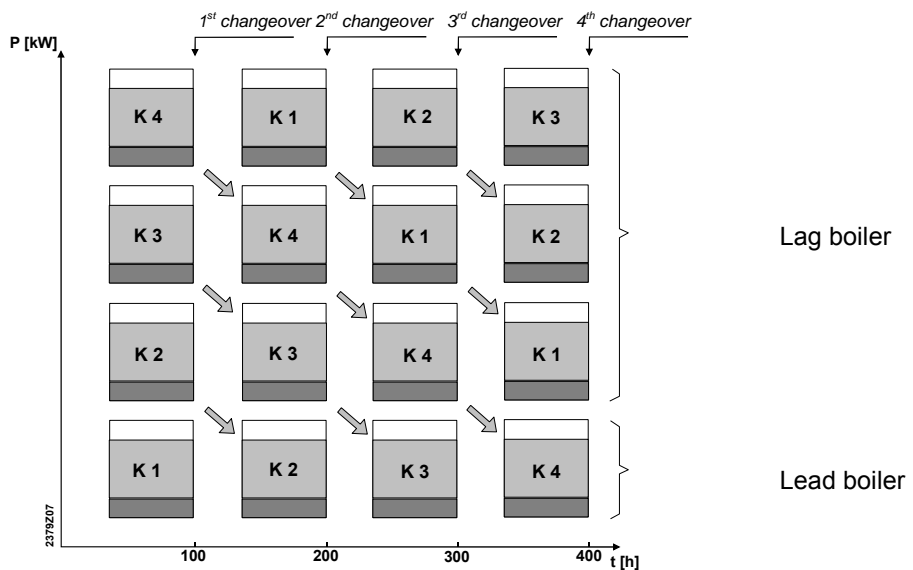 1st changeover 2nd changeover 3rd changeover 4th changeover
P [kW]
K 4 K 1 K 2 K 3
K 3 K 4 K 1 K 2
Lag boiler
K 2 K 3 K 4 K 1
K 1 K 2 K 3 K 4
Lead boiler
2379Z07
100 200 300 400 t [h]